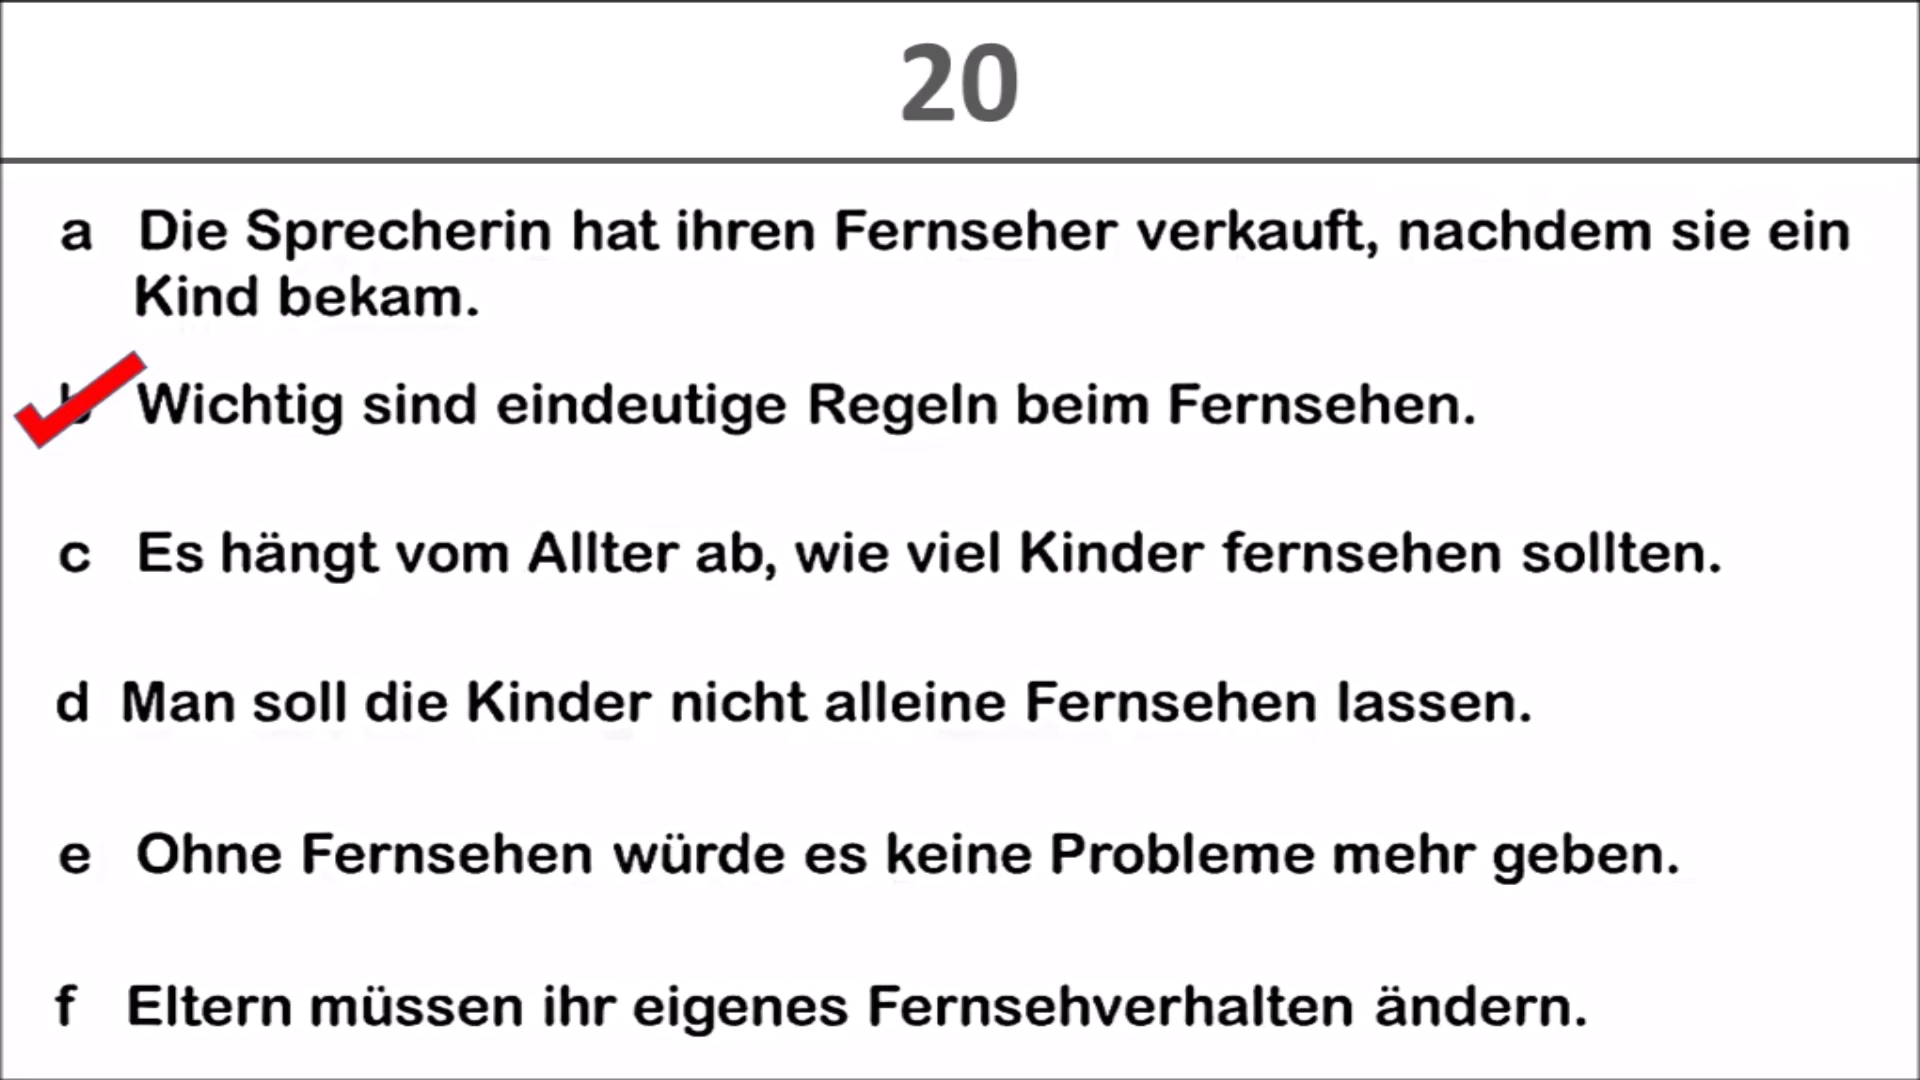 20
a Die Sprecherin hat ihren Fernseher verkauft, nachdem sie ein
Kind bekam.
b Wichtig sind eindeutige Regeln beim Fernsehen.
c Es hängt vom Allter ab, wie viel Kinder fernsehen sollten.
d Man soll die Kinder nicht alleine Fernsehen lassen.
e Ohne Fernsehen würde es keine Probleme mehr geben.
f Eltern müssen ihr eigenes Fernsehverhalten ändern.